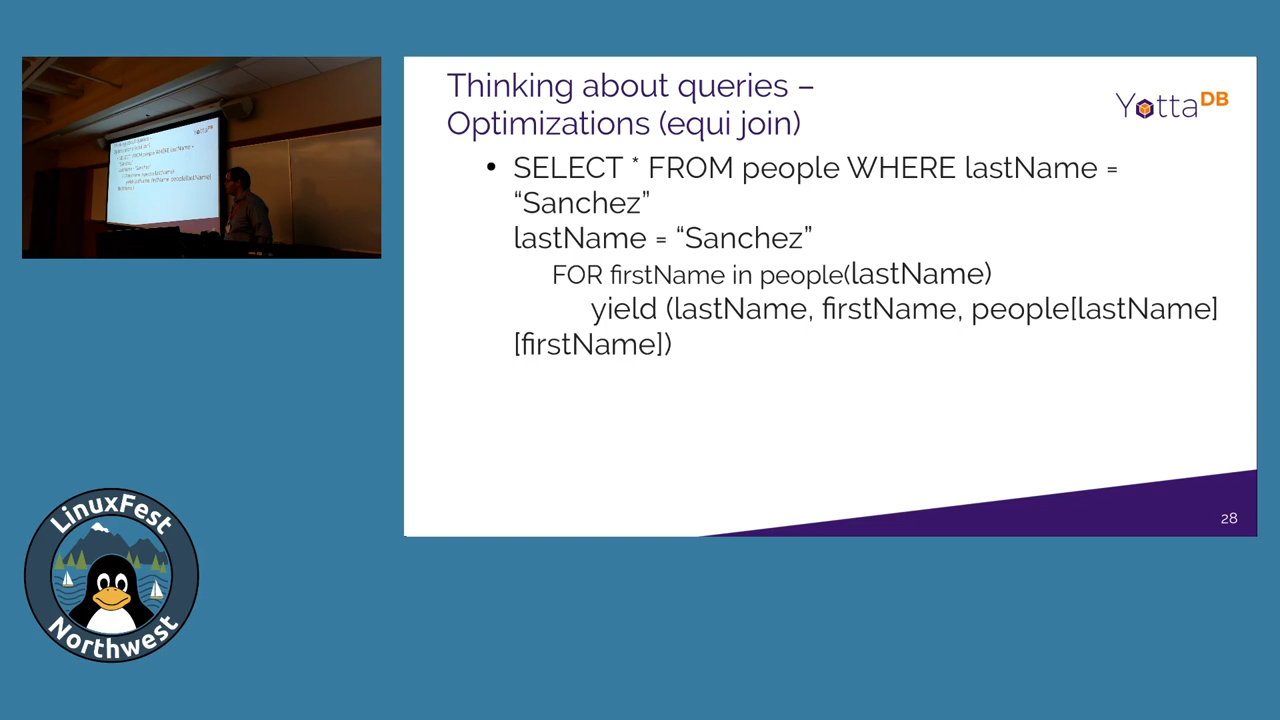 Thinking about queries –
Optimizations (equi join)
YottaDB
• SELECT * FROM people WHERE lastName =
“Sanchez”
lastName = “Sanchez”
FOR firstName in people(lastName)
yield (lastName, firstName, people[lastName]
[firstName])
28
LinuxFest
Northwest